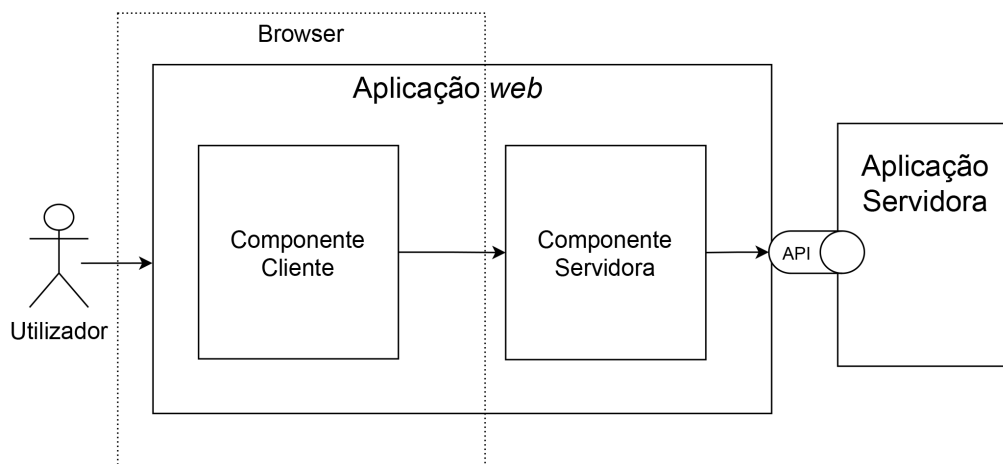 Browser
Aplicação web
Aplicação
Servidora
Componente
Cliente
Componente
Servidora
API
Utilizador